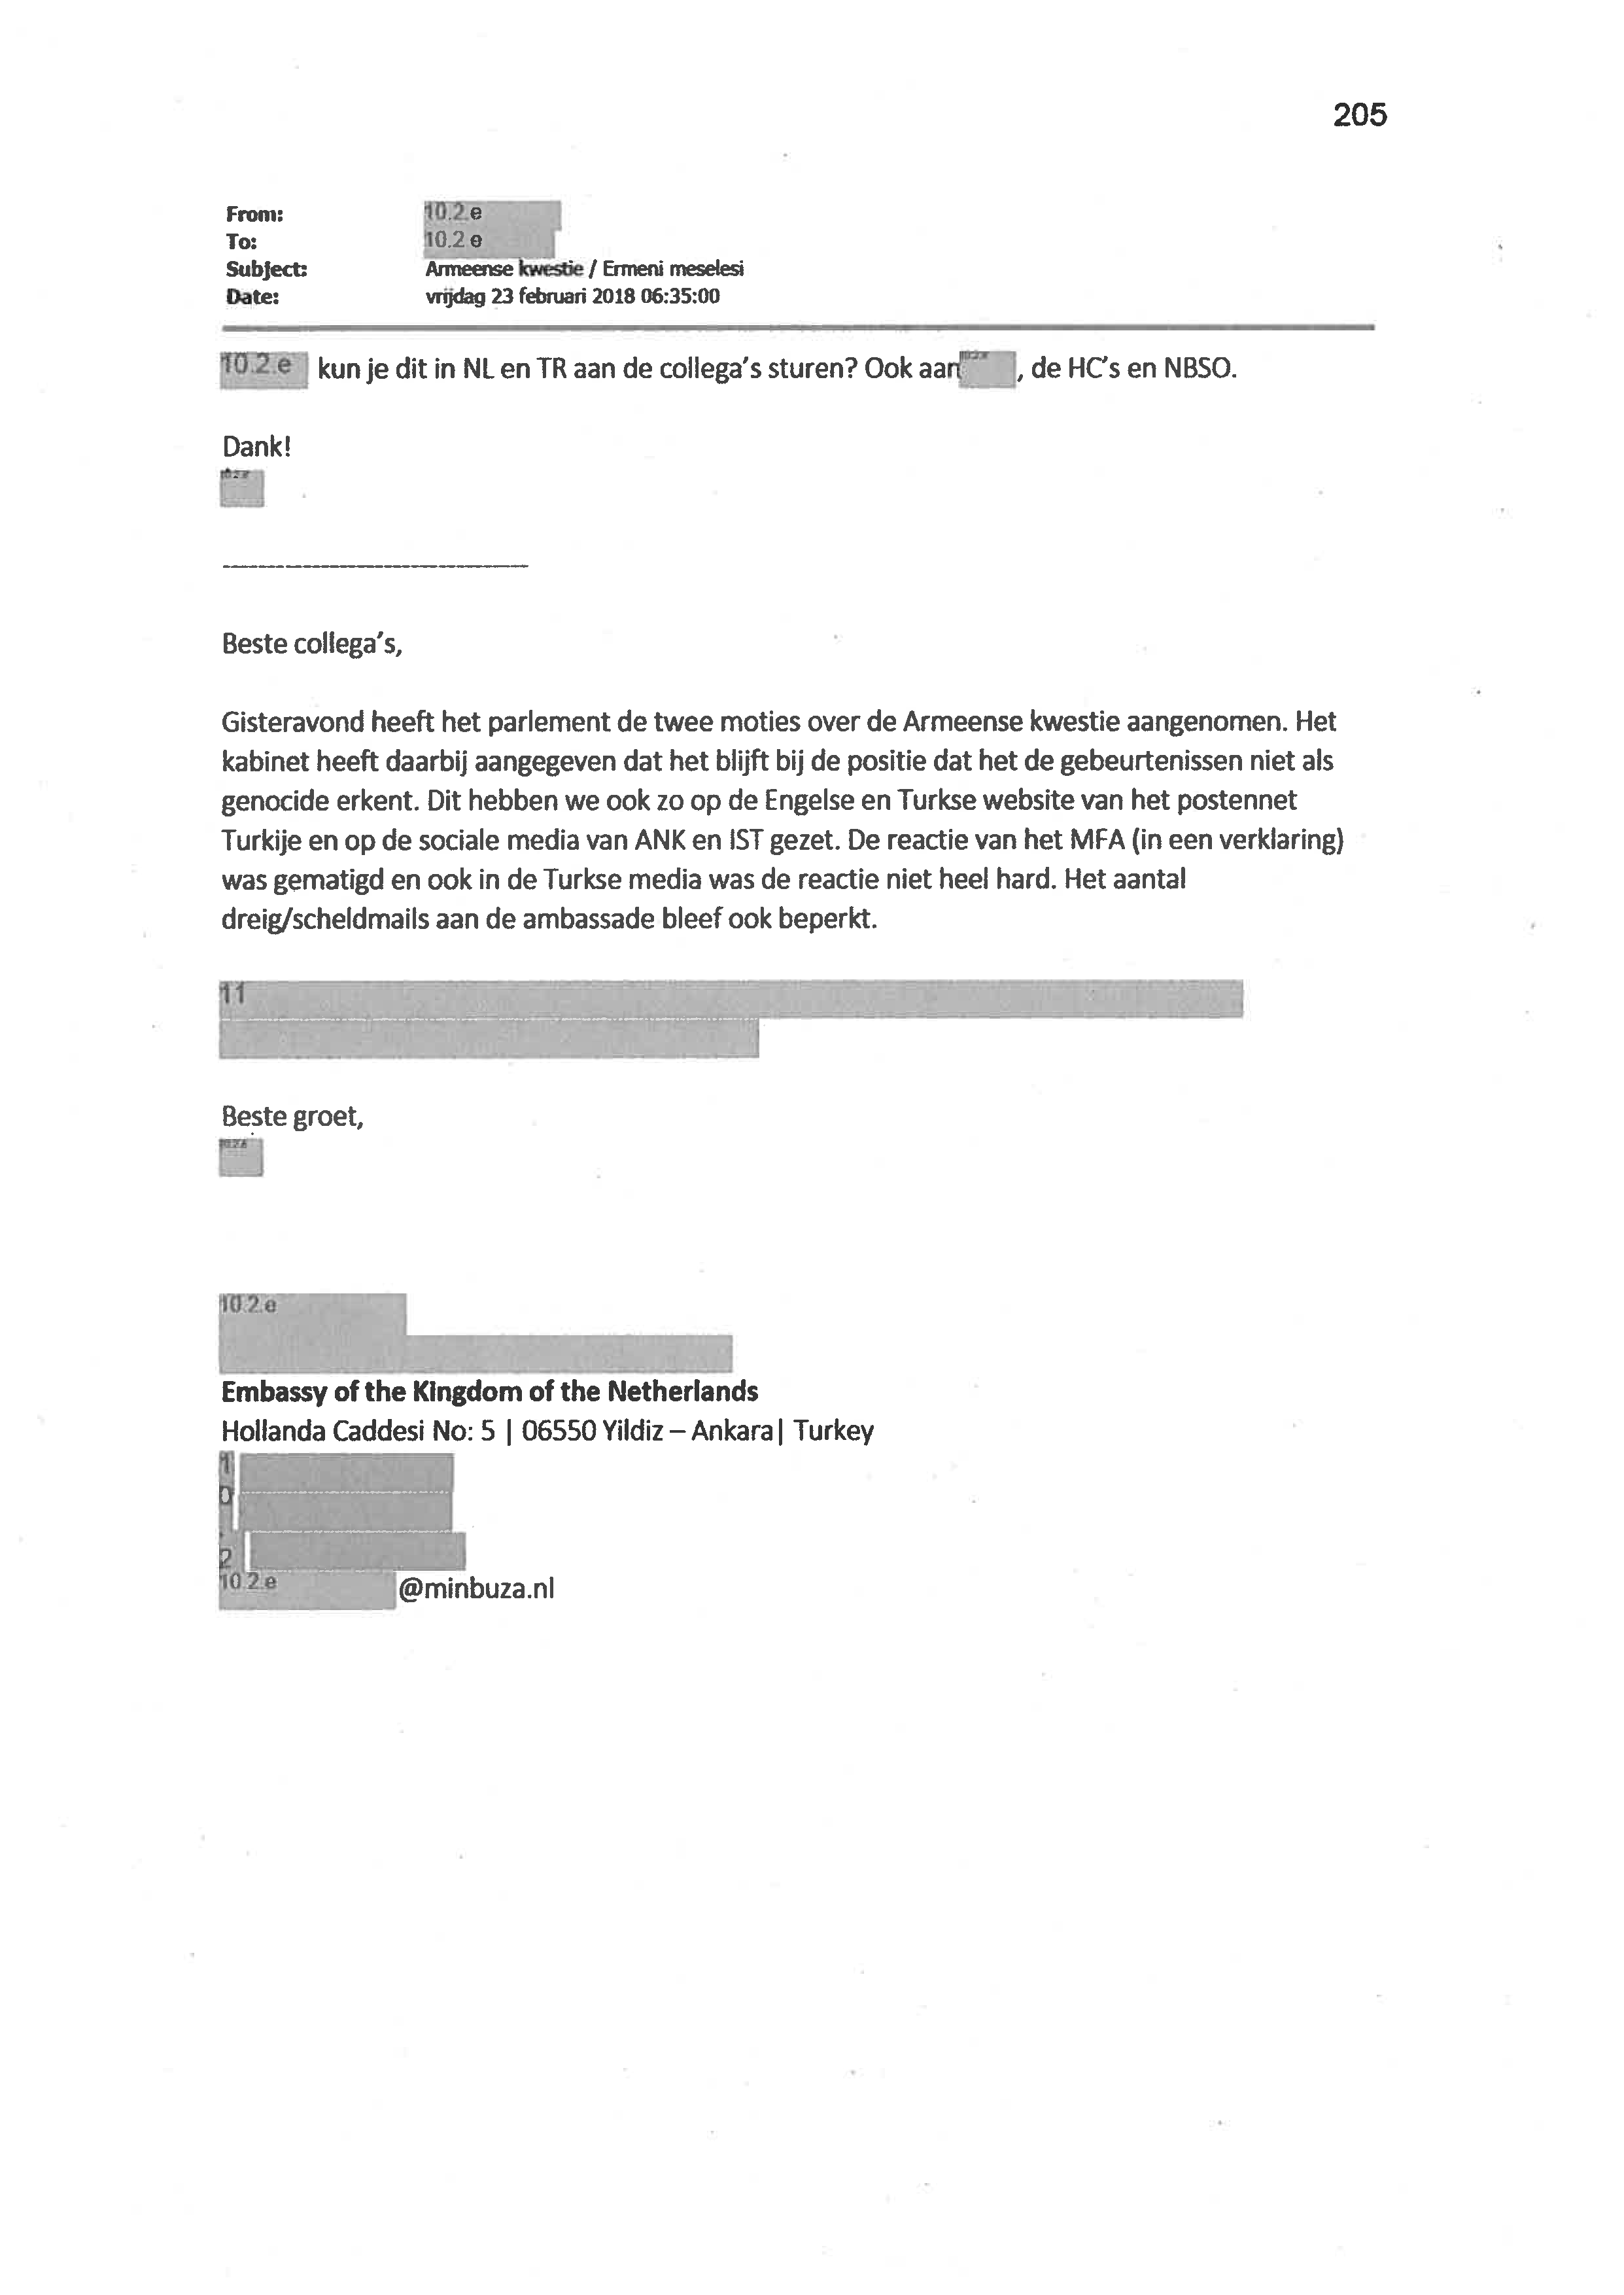 205
From: 10.2.e
To: 10.2 e
Subject: Armeense kwestie / Ermeni meselesi
Date: vrijdag 23 februari 2018 06:35:00
10.2.e kun je dit in NL en TR aan de collega's sturen? Ook aan , de HC's en NBSO.
Dank!
------------------------------
Beste collega's,
Gisteravond heeft het parlement de twee moties over de Armeense kwestie aangenomen. Het
kabinet heeft daarbij aangegeven dat het blijft bij de positie dat het de gebeurtenissen niet als
genocide erkent. Dit hebben we ook zo op de Engelse en Turkse website van het postennet
Turkije en op de sociale media van ANK en IST gezet. De reactie van het MFA (in een verklaring)
was gematigd en ook in de Turkse media was de reactie niet heel hard. Het aantal
dreig/scheldmails aan de ambassade bleef ook beperkt.
11
Beste groet,
10.2.e
Embassy of the Kingdom of the Netherlands
Hollanda Caddesi No: 5 | 06550 Yildiz – Ankara| Turkey
1
0
.
2
10.2.e @minbuza.nl